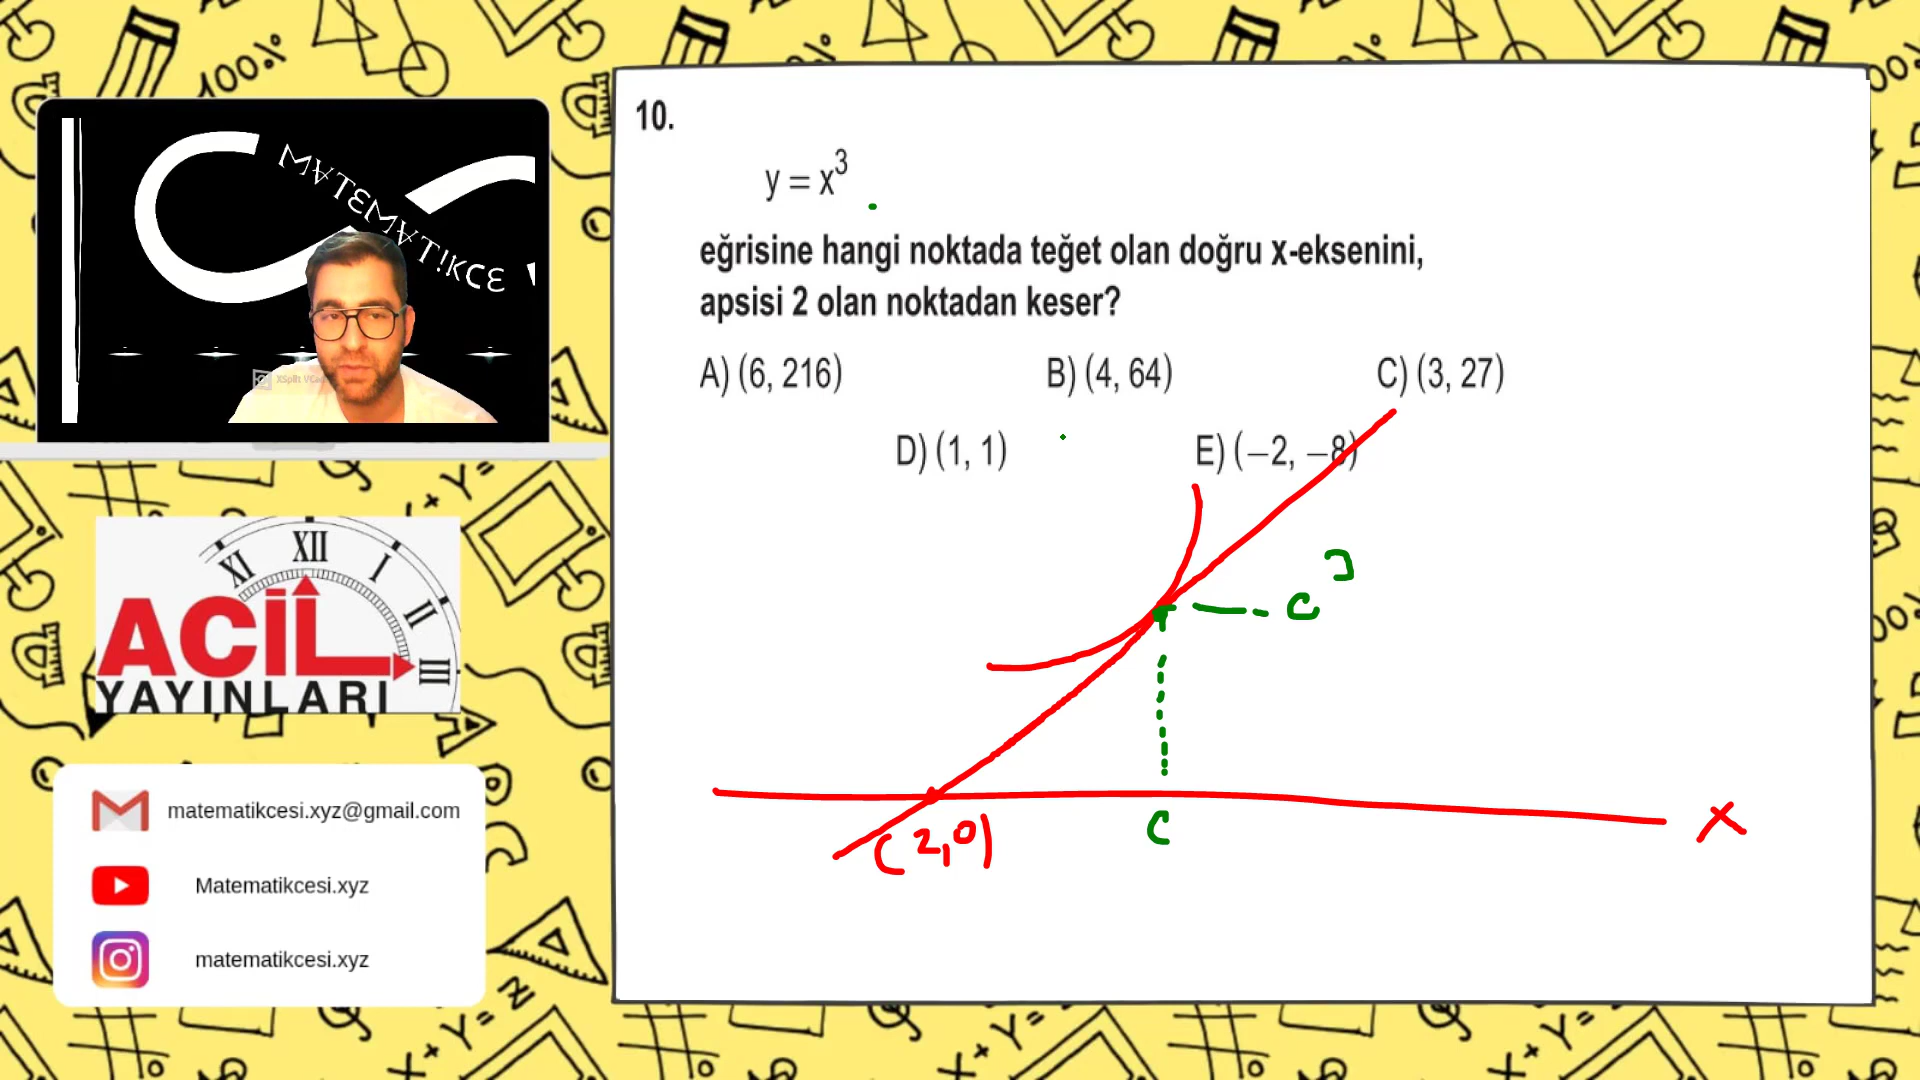 10.
y = x³
eğrisine hangi noktada teğet olan doğru x-eksenini,
apsisi 2 olan noktadan keser?
A) (6, 216) B) (4, 64) C) (3, 27)
D) (1, 1) E) (−2, −8)
c³
(2,0)
c
x
MATEMATİKCE
XII
XI
I
II
III
ACİL
YAYINLARI
matematikcesi.xyz@gmail.com
Matematikcesi.xyz
matematikcesi.xyz
100%